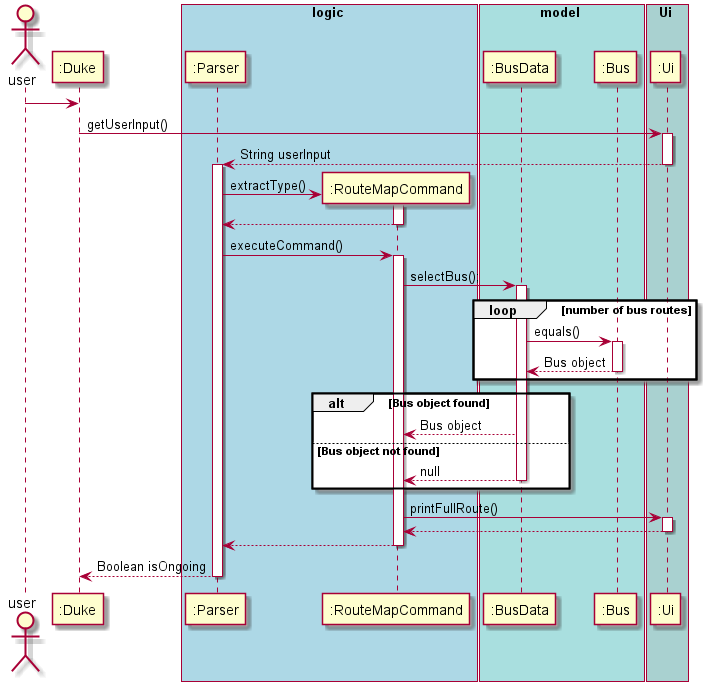 logic
model
Ui
user
:Duke
:Parser
:BusData
:Bus
:Ui
getUserInput()
String userInput
extractType()
:RouteMapCommand
executeCommand()
selectBus()
loop
[number of bus routes]
equals()
Bus object
alt
[Bus object found]
Bus object
[Bus object not found]
null
printFullRoute()
Boolean isOngoing
user
:Duke
:Parser
:RouteMapCommand
:BusData
:Bus
:Ui